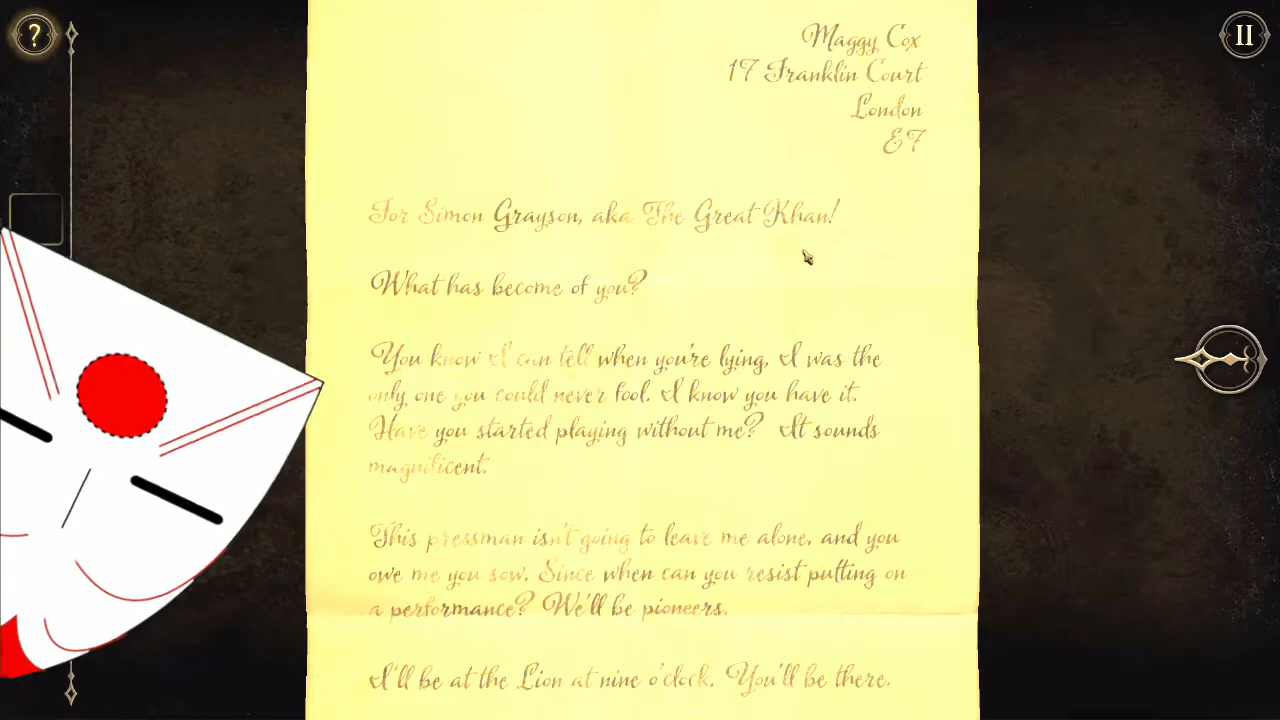 ?
Maggy Cox
17 Franklin Court
London
E7
For Simon Grayson, aka The Great Khan!
What has become of you?
You know I can tell when you're lying, I was the
only one you could never fool. I know you have it.
Have you started playing without me? It sounds
magnificent.
This pressman isn't going to leave me alone, and you
owe me you sow. Since when can you resist putting on
a performance? We'll be pioneers.
I'll be at the Lion at nine o'clock. You'll be there.